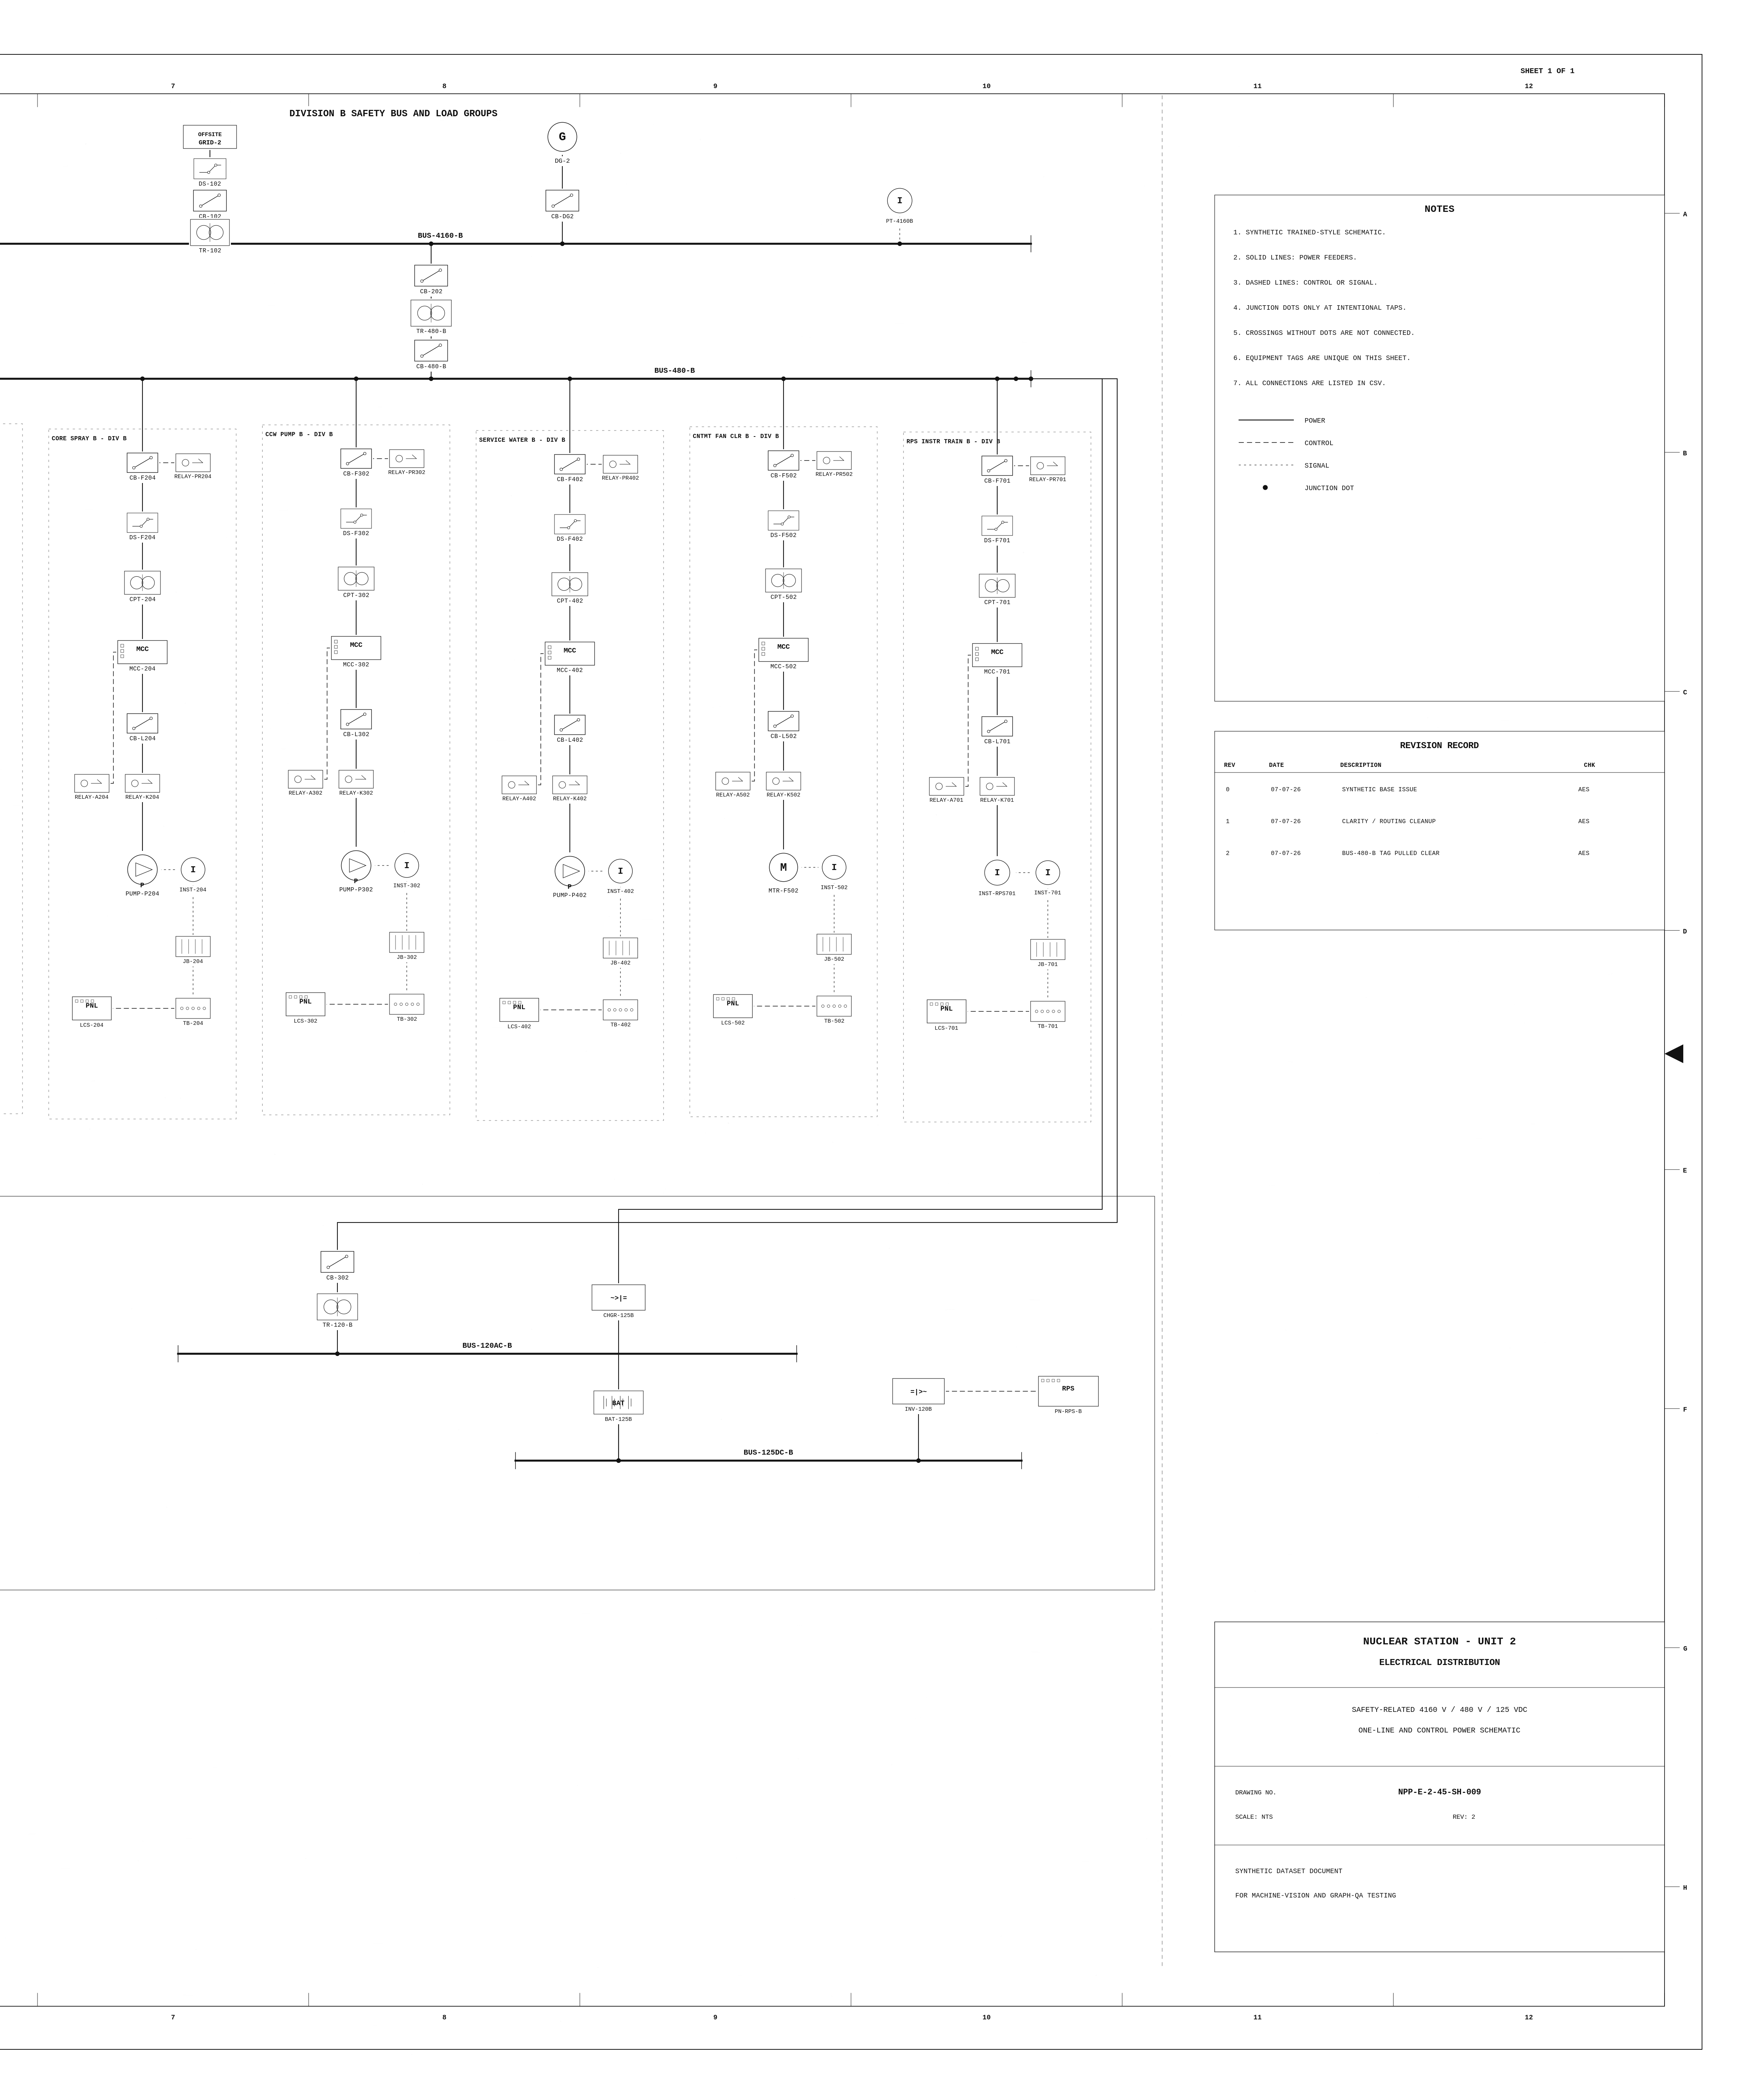 SHEET 1 OF 1
7 8 9 10 11 12
DIVISION B SAFETY BUS AND LOAD GROUPS
OFFSITE
GRID-2
DS-102
CB-102
TR-102
G
DG-2
CB-DG2
I
PT-4160B
BUS-4160-B
CB-202
TR-480-B
CB-480-B
BUS-480-B
CORE SPRAY B - DIV B
CB-F204
RELAY-PR204
DS-F204
CPT-204
MCC
MCC-204
CB-L204
RELAY-A204
RELAY-K204
P
PUMP-P204
I
INST-204
JB-204
PNL
LCS-204
TB-204
CCW PUMP B - DIV B
CB-F302
RELAY-PR302
DS-F302
CPT-302
MCC
MCC-302
CB-L302
RELAY-A302
RELAY-K302
P
PUMP-P302
I
INST-302
JB-302
PNL
LCS-302
TB-302
SERVICE WATER B - DIV B
CB-F402
RELAY-PR402
DS-F402
CPT-402
MCC
MCC-402
CB-L402
RELAY-A402
RELAY-K402
P
PUMP-P402
I
INST-402
JB-402
PNL
LCS-402
TB-402
CNTMT FAN CLR B - DIV B
CB-F502
RELAY-PR502
DS-F502
CPT-502
MCC
MCC-502
CB-L502
RELAY-A502
RELAY-K502
M
MTR-F502
I
INST-502
JB-502
PNL
LCS-502
TB-502
RPS INSTR TRAIN B - DIV B
CB-F701
RELAY-PR701
DS-F701
CPT-701
MCC
MCC-701
CB-L701
RELAY-A701
RELAY-K701
I
INST-RPS701
I
INST-701
JB-701
PNL
LCS-701
TB-701
CB-302
TR-120-B
BUS-120AC-B
~>|=
CHGR-125B
BAT
BAT-125B
=|>~
INV-120B
RPS
PN-RPS-B
BUS-125DC-B
NOTES
1. SYNTHETIC TRAINED-STYLE SCHEMATIC.
2. SOLID LINES: POWER FEEDERS.
3. DASHED LINES: CONTROL OR SIGNAL.
4. JUNCTION DOTS ONLY AT INTENTIONAL TAPS.
5. CROSSINGS WITHOUT DOTS ARE NOT CONNECTED.
6. EQUIPMENT TAGS ARE UNIQUE ON THIS SHEET.
7. ALL CONNECTIONS ARE LISTED IN CSV.
POWER
CONTROL
SIGNAL
JUNCTION DOT
REVISION RECORD
REV DATE DESCRIPTION CHK
0 07-07-26 SYNTHETIC BASE ISSUE AES
1 07-07-26 CLARITY / ROUTING CLEANUP AES
2 07-07-26 BUS-480-B TAG PULLED CLEAR AES
A
B
C
D
E
F
G
H
NUCLEAR STATION - UNIT 2
ELECTRICAL DISTRIBUTION
SAFETY-RELATED 4160 V / 480 V / 125 VDC
ONE-LINE AND CONTROL POWER SCHEMATIC
DRAWING NO. NPP-E-2-45-SH-009
SCALE: NTS REV: 2
SYNTHETIC DATASET DOCUMENT
FOR MACHINE-VISION AND GRAPH-QA TESTING
7 8 9 10 11 12